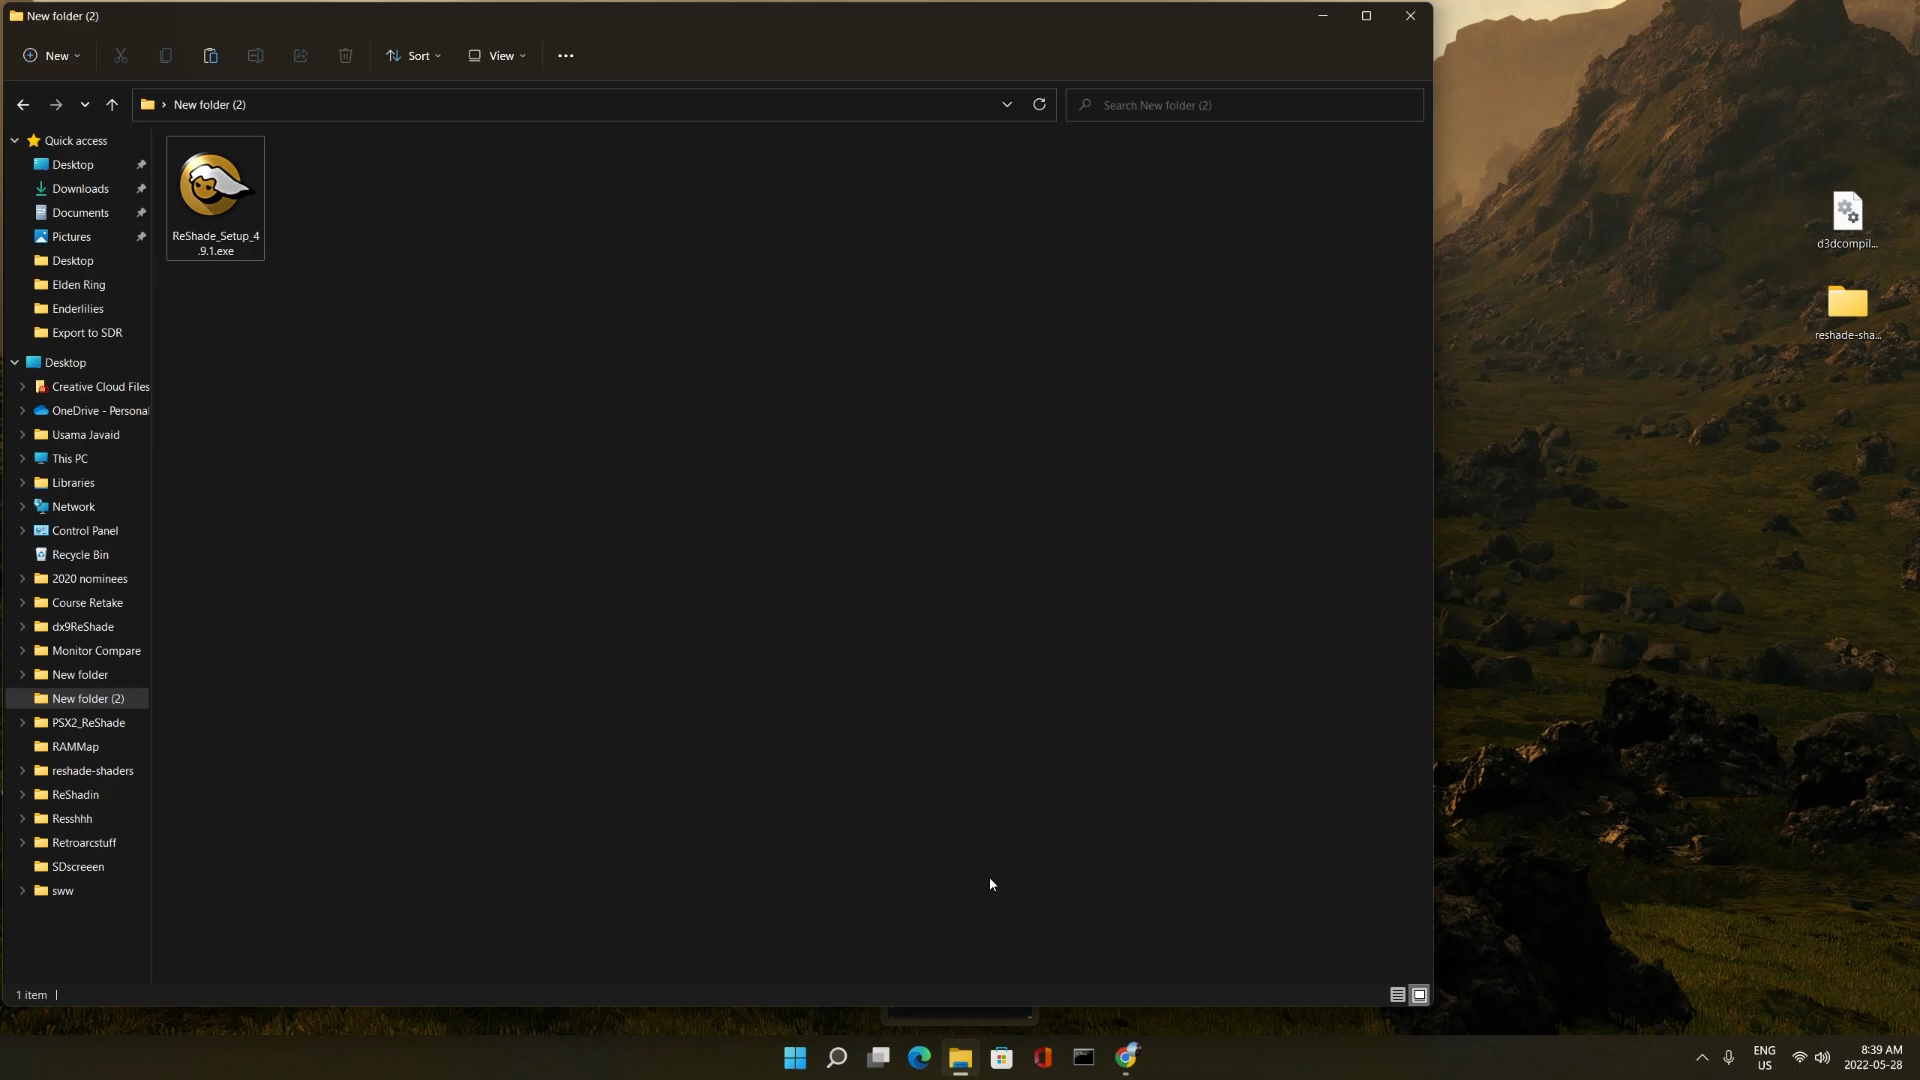 New folder (2)
New
Sort
View
New folder (2)
Search New folder (2)
Quick access
Desktop
Downloads
Documents
Pictures
Desktop
Elden Ring
Enderlilies
Export to SDR
Desktop
Creative Cloud Files
OneDrive - Personal
Usama Javaid
This PC
Libraries
Network
Control Panel
Recycle Bin
2020 nominees
Course Retake
dx9ReShade
Monitor Compare
New folder
New folder (2)
PSX2_ReShade
RAMMap
reshade-shaders
ReShadin
Resshhh
Retroarcstuff
SDscreeen
sww
ReShade_Setup_4
.9.1.exe
d3dcompil...
reshade-sha...
1 item
ENG
US
8:39 AM
2022-05-28